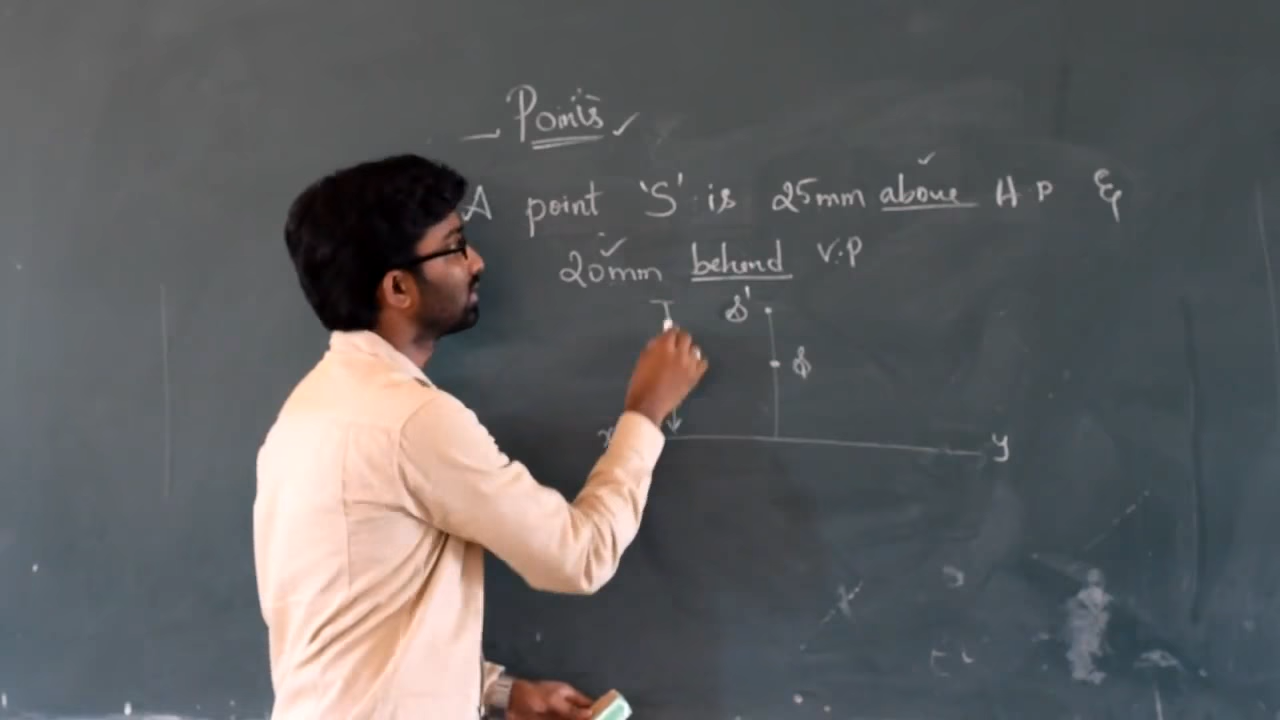 Points
A point 'S' is 25mm above H.P &
20mm behind V.P
s'
s
x y